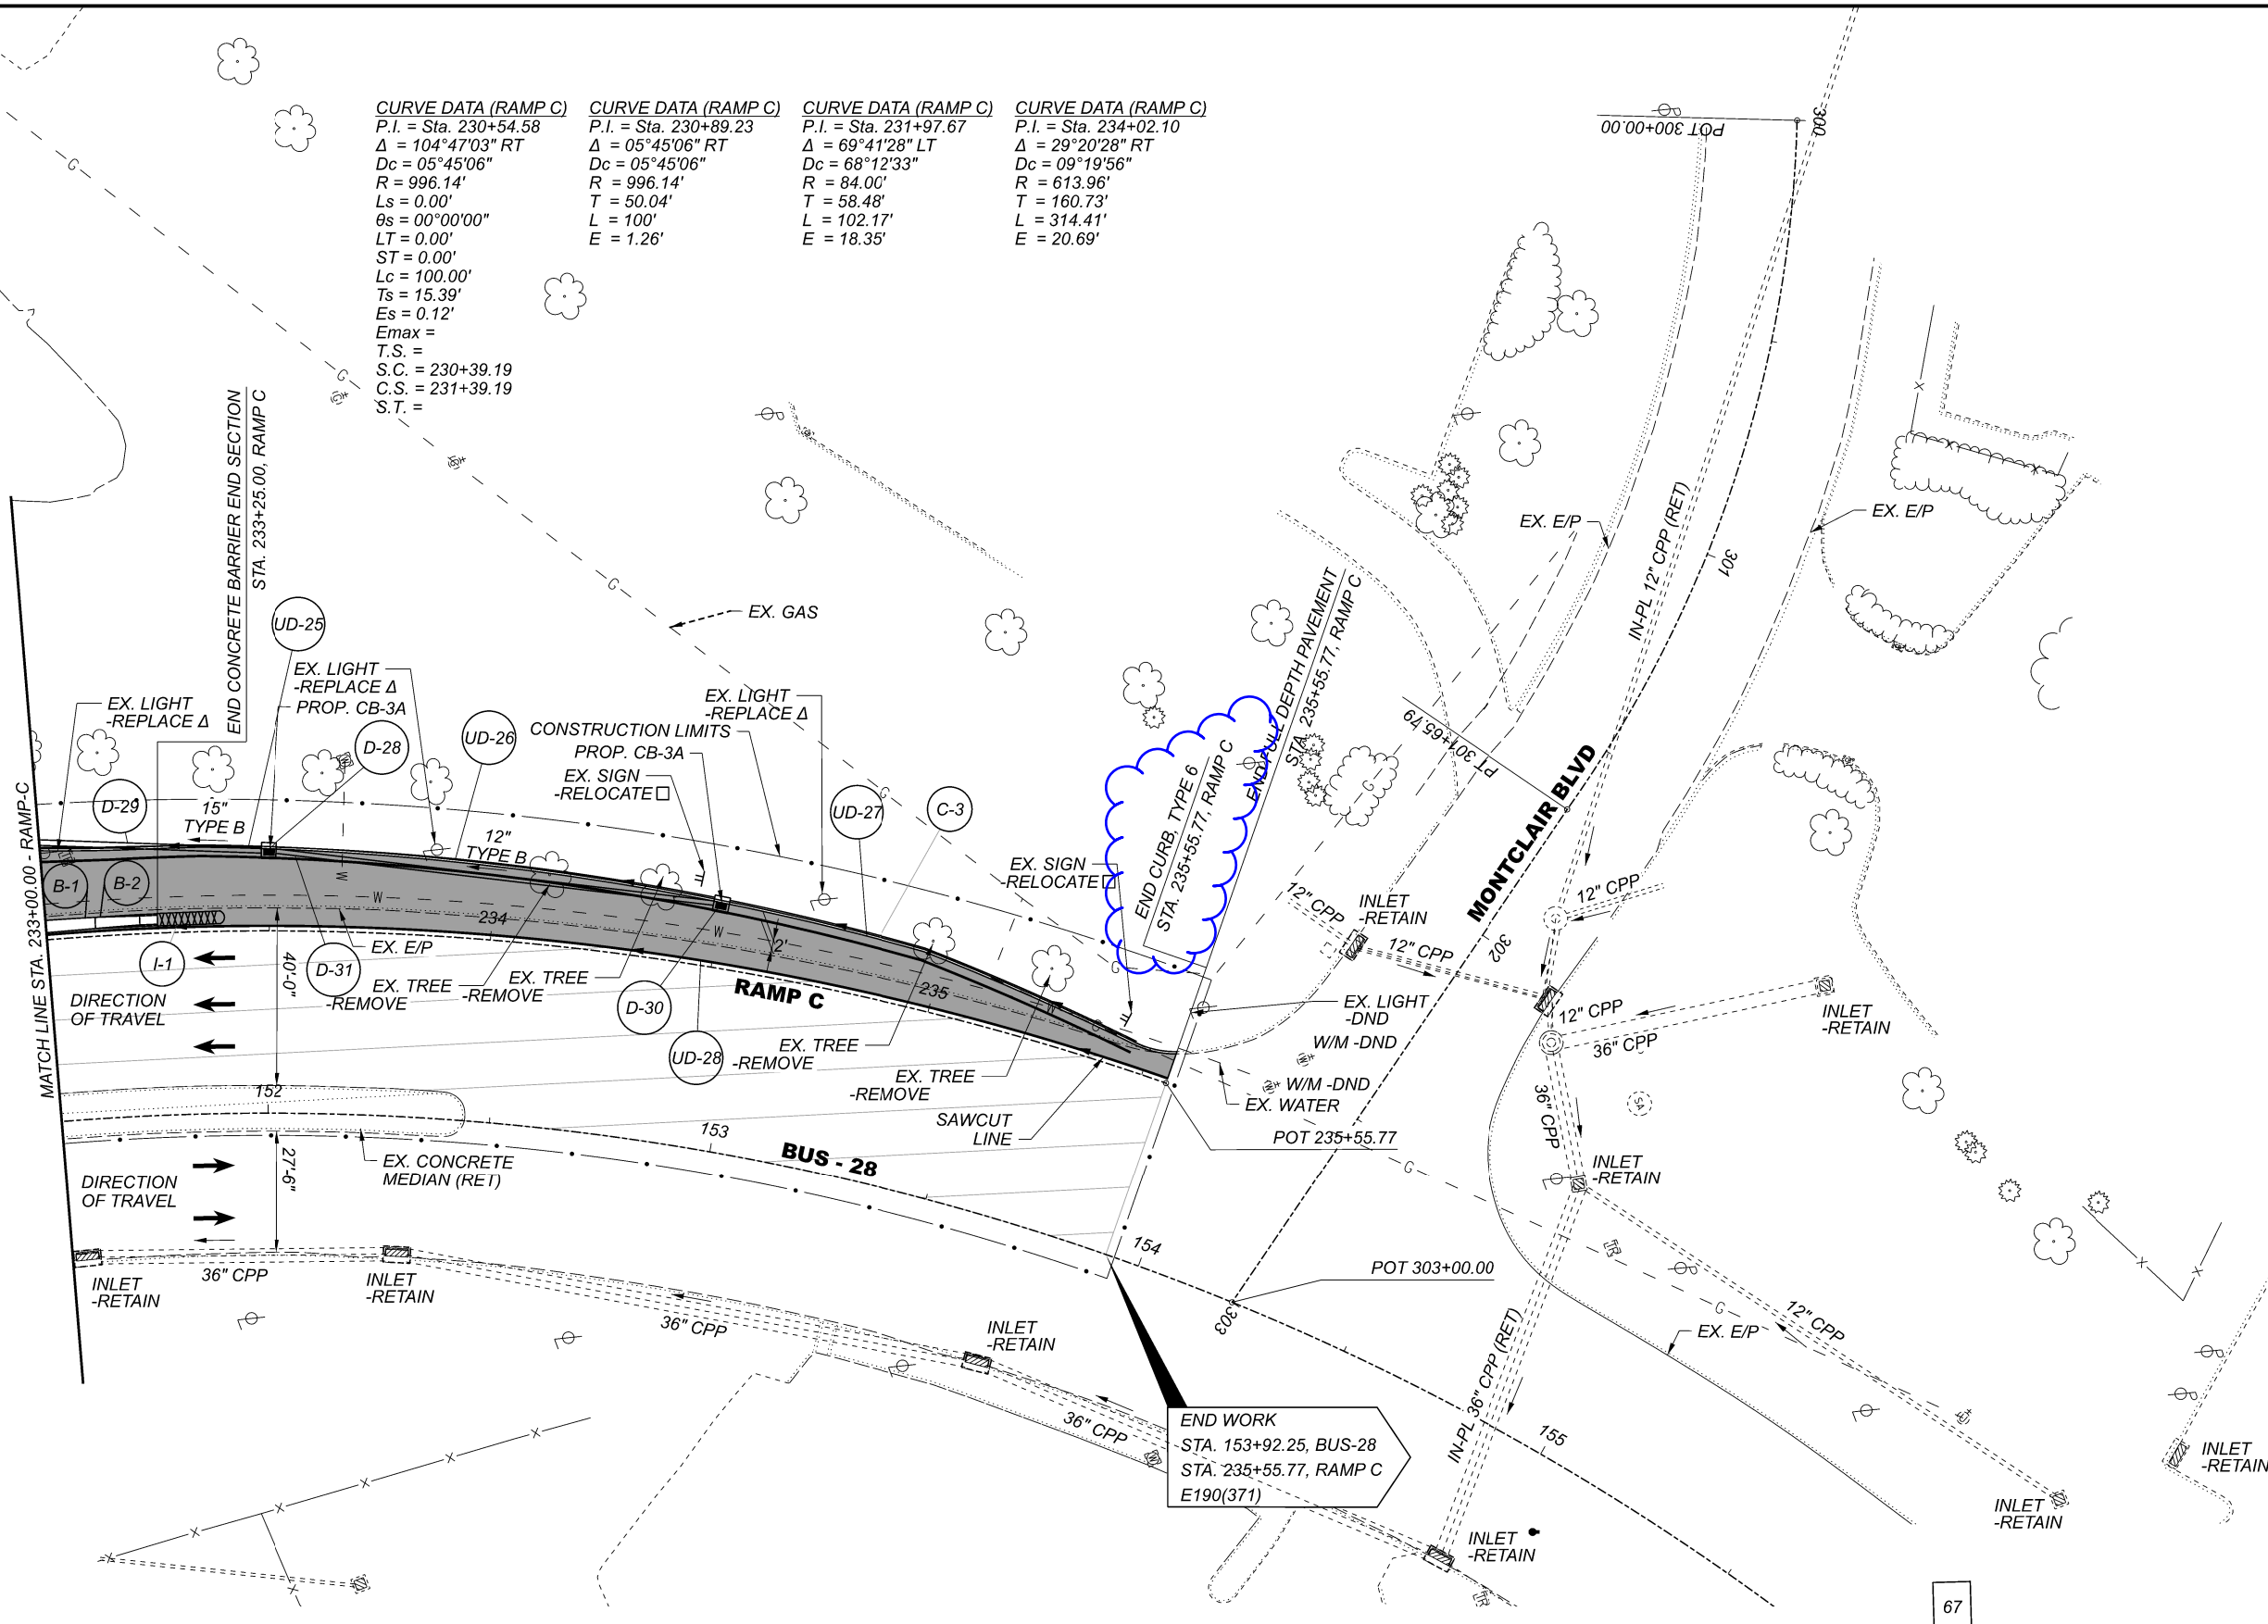 CURVE DATA (RAMP C)
P.I. = Sta. 230+54.58
Δ = 104°47'03" RT
Dc = 05°45'06"
R = 996.14'
Ls = 0.00'
θs = 00°00'00"
LT = 0.00'
ST = 0.00'
Lc = 100.00'
Ts = 15.39'
Es = 0.12'
Emax =
T.S. =
S.C. = 230+39.19
C.S. = 231+39.19
S.T. =
CURVE DATA (RAMP C)
P.I. = Sta. 230+89.23
Δ = 05°45'06" RT
Dc = 05°45'06"
R = 996.14'
T = 50.04'
L = 100'
E = 1.26'
CURVE DATA (RAMP C)
P.I. = Sta. 231+97.67
Δ = 69°41'28" LT
Dc = 68°12'33"
R = 84.00'
T = 58.48'
L = 102.17'
E = 18.35'
CURVE DATA (RAMP C)
P.I. = Sta. 234+02.10
Δ = 29°20'28" RT
Dc = 09°19'56"
R = 613.96'
T = 160.73'
L = 314.41'
E = 20.69'
POT 300+00.00
300
G
G
G
G
G
G
G
G
G
G
IN-PL 12" CPP (RET)
EX. E/P
EX. E/P
301
END CONCRETE BARRIER END SECTION
STA. 233+25.00, RAMP C
UD-25
EX. GAS
END FULL DEPTH PAVEMENT
STA. 235+55.77, RAMP C
EX. LIGHT
-REPLACE Δ
EX. LIGHT
-REPLACE Δ
PROP. CB-3A
D-28
UD-26
EX. LIGHT
-REPLACE Δ
CONSTRUCTION LIMITS
PROP. CB-3A
EX. SIGN
-RELOCATE □
PT 301+65.79
MONTCLAIR BLVD
END CURB, TYPE 6
STA. 235+55.77, RAMP C
D-29
15"
TYPE B
12"
TYPE B
UD-27
C-3
EX. SIGN
-RELOCATE □
MATCH LINE STA. 233+00.00 - RAMP-C
B-1
B-2
W
W
W
W
234
2'
235
I-1
D-31
EX. E/P
40'-0"
EX. TREE
-REMOVE
EX. TREE
-REMOVE
D-30
RAMP C
UD-28
EX. TREE
-REMOVE
EX. TREE
-REMOVE
12" CPP
INLET
-RETAIN
12" CPP
302
12" CPP
12" CPP
36" CPP
INLET
-RETAIN
EX. LIGHT
-DND
W/M -DND
W/M -DND
EX. WATER
SA
36" CPP
DIRECTION
OF TRAVEL
152
SAWCUT
LINE
POT 235+55.77
153
BUS - 28
EX. CONCRETE
MEDIAN (RET)
27'-6"
DIRECTION
OF TRAVEL
INLET
-RETAIN
TR
154
POT 303+00.00
303
INLET
-RETAIN
36" CPP
INLET
-RETAIN
36" CPP
INLET
-RETAIN
12" CPP
EX. E/P
IN-PL 36" CPP (RET)
36" CPP
END WORK
STA. 153+92.25, BUS-28
STA. 235+55.77, RAMP C
E190(371)
155
INLET
-RETAIN
INLET
-RETAIN
INLET
-RETAIN
TR
67